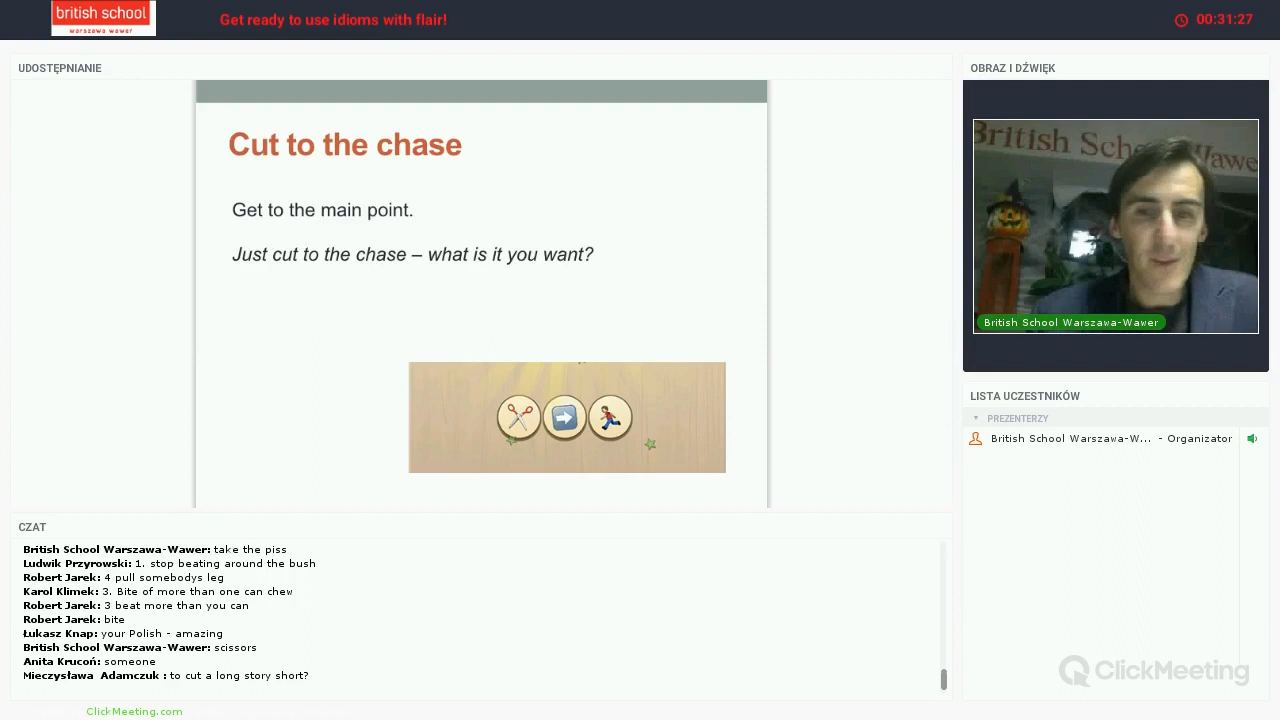 british school
warszawa wawer
Get ready to use idioms with flair!
00:31:27
UDOSTĘPNIANIE
Cut to the chase
Get to the main point.
Just cut to the chase – what is it you want?
OBRAZ I DŹWIĘK
British School Wawe
British School Warszawa-Wawer
LISTA UCZESTNIKÓW
PREZENTERZY
British School Warszawa-W... - Organizator
CZAT
British School Warszawa-Wawer: take the piss
Ludwik Przyrowski: 1. stop beating around the bush
Robert Jarek: 4 pull somebodys leg
Karol Klimek: 3. Bite of more than one can chew
Robert Jarek: 3 beat more than you can
Robert Jarek: bite
Łukasz Knap: your Polish - amazing
British School Warszawa-Wawer: scissors
Anita Krucoń: someone
Mieczysława Adamczuk : to cut a long story short?
ClickMeeting
ClickMeeting.com